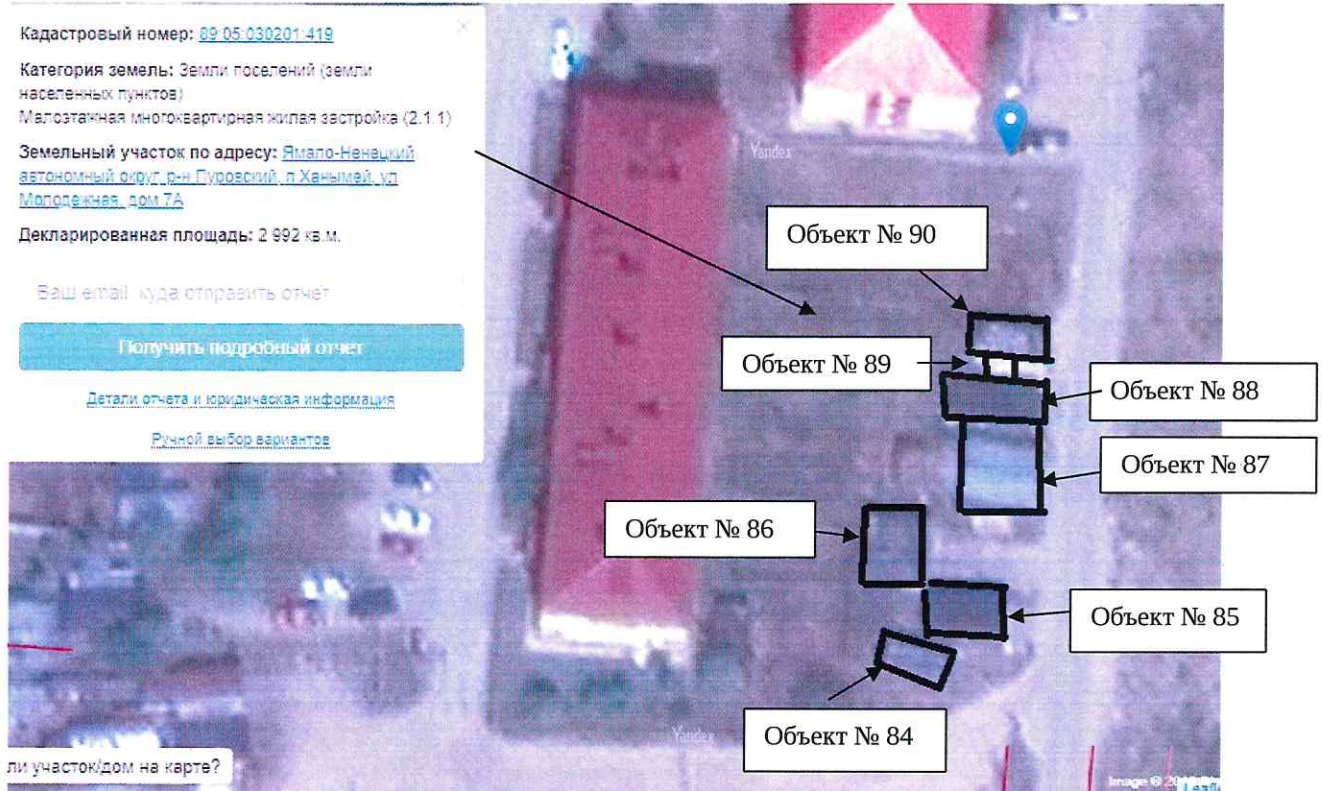 Кадастровый номер: 89:05:030201:419
Категория земель: Земли поселений (земли
населенных пунктов)
Малоэтажная многоквартирная жилая застройка (2.1.1)
Земельный участок по адресу: Ямало-Ненецкий
автономный округ, р-н Пуровский, п Ханымей, ул
Молодежная, дом 7А
Декларированная площадь: 2 992 кв.м.
Ваш email, куда отправить отчет
Получить подробный отчет
Детали отчета и юридическая информация
Ручной выбор вариантов
Yandex
Объект № 90
Объект № 89
Объект № 88
Объект № 87
Объект № 86
Объект № 85
Объект № 84
Yandex
ли участок/дом на карте?
Image ©